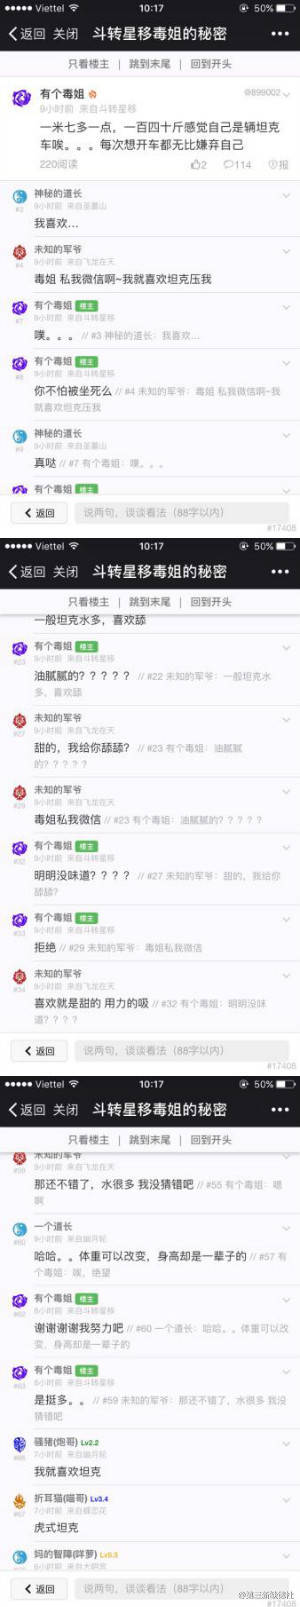 Viettel 10:17 50%
返回 关闭 斗转星移毒姐的秘密
只看楼主 | 跳到末尾 | 回到开头
有个毒姐 @899002
9小时前 来自斗转星移
一米七多一点，一百四十斤感觉自己是辆坦克
车唉。。。每次想开车都无比嫌弃自己
220阅读 2 114 报
神秘的道长
#3 9小时前 来自圣墓山
我喜欢...
未知的军爷
#4 9小时前 来自飞龙在天
毒姐 私我微信啊~我就喜欢坦克压我
有个毒姐 楼主
#7 9小时前 来自斗转星移
噗。。。 // #3 神秘的道长：我喜欢...
有个毒姐 楼主
#8 9小时前 来自斗转星移
你不怕被坐死么 // #4 未知的军爷：毒姐 私我微信啊~我
就喜欢坦克压我
神秘的道长
#9 9小时前 来自圣墓山
真哒 // #7 有个毒姐：噗。。。
有个毒姐 楼主
返回 说两句，谈谈看法（88字以内）
#17408
Viettel 10:17 50%
返回 关闭 斗转星移毒姐的秘密
只看楼主 | 跳到末尾 | 回到开头
一般坦克水多，喜欢舔
有个毒姐 楼主
#23 9小时前 来自斗转星移
油腻腻的？？？？？ // #22 未知的军爷：一般坦克水
多，喜欢舔
未知的军爷
#27 9小时前 来自飞龙在天
甜的，我给你舔舔？ // #23 有个毒姐：油腻腻
的？？？？？
未知的军爷
#29 9小时前 来自飞龙在天
毒姐私我微信 // #23 有个毒姐：油腻腻的？？？？？
有个毒姐 楼主
#32 9小时前 来自斗转星移
明明没味道？？？？ // #27 未知的军爷：甜的，我给你
舔舔？
有个毒姐 楼主
#33 9小时前 来自斗转星移
拒绝 // #29 未知的军爷：毒姐私我微信
未知的军爷
#34 9小时前 来自飞龙在天
喜欢就是甜的 用力的吸 // #32 有个毒姐：明明没味
道？？？？
返回 说两句，谈谈看法（88字以内）
#17408
Viettel 10:17 50%
返回 关闭 斗转星移毒姐的秘密
只看楼主 | 跳到末尾 | 回到开头
未知的军爷
#59 9小时前 来自飞龙在天
那还不错了，水很多 我没猜错吧 // #55 有个毒姐：嗯
啊
一个道长
#60 9小时前 来自幽月轮
哈哈。。体重可以改变，身高却是一辈子的 // #57 有
个毒姐：唉，绝望
有个毒姐 楼主
#62 9小时前 来自斗转星移
谢谢谢谢我努力吧 // #60 一个道长：哈哈。。体重可以改
变，身高却是一辈子的
有个毒姐 楼主
#63 9小时前 来自斗转星移
是挺多。。 // #59 未知的军爷：那还不错了，水很多 我没
猜错吧
骚猪(炮哥) Lv2.2
7小时前 来自幽月轮
我就喜欢坦克
折耳猫(喵哥) Lv3.4
#67 7小时前 来自蝶恋花
虎式坦克
妈的智障(咩萝)
返回 说两句，谈谈看法（88字以内）
#17408